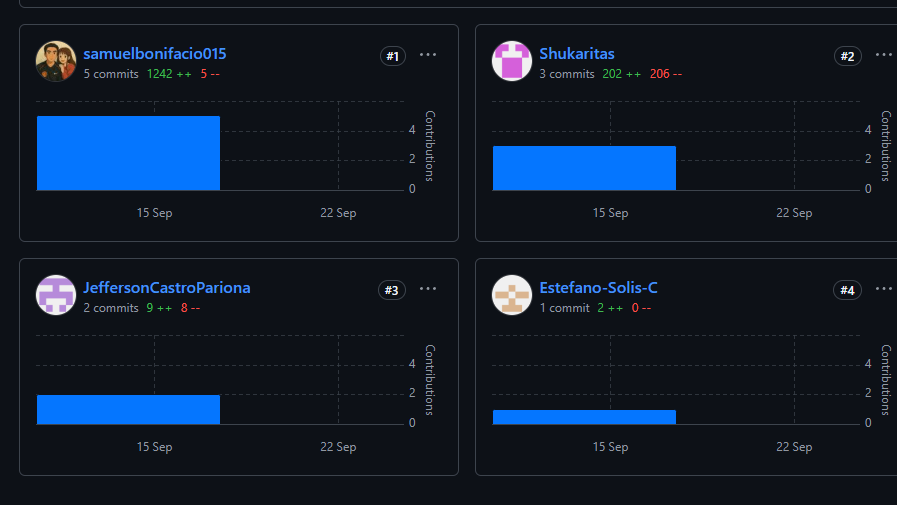 samuelbonifacio015
#1
5 commits 1242 ++ 5 --
4
2
0
Contributions
15 Sep
22 Sep
Shukaritas
#2
3 commits 202 ++ 206 --
4
2
0
Contributions
15 Sep
22 Sep
JeffersonCastroPariona
#3
2 commits 9 ++ 8 --
4
2
0
Contributions
15 Sep
22 Sep
Estefano-Solis-C
#4
1 commit 2 ++ 0 --
4
2
0
Contributions
15 Sep
22 Sep